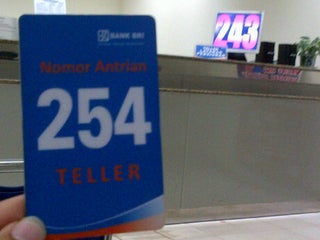 BANK BRI
Nomor Antrian
254
TELLER
243